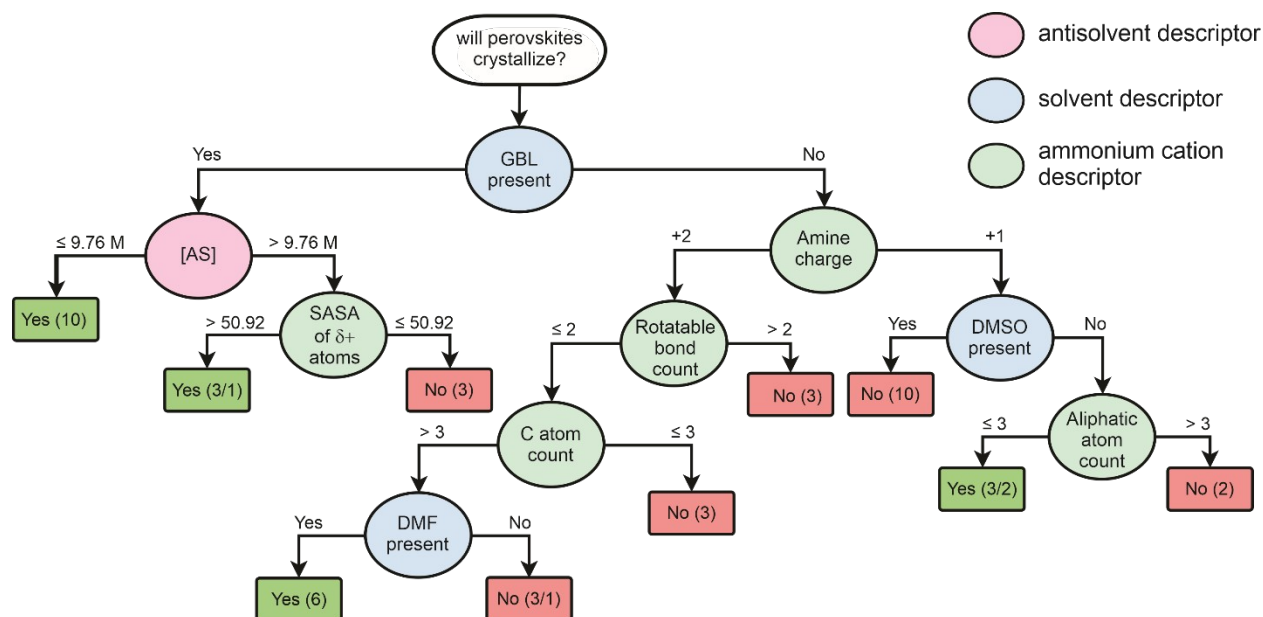 will perovskites
crystallize?
antisolvent descriptor
solvent descriptor
ammonium cation
descriptor
Yes
GBL
present
No
≤ 9.76 M
[AS]
> 9.76 M
+2
Amine
charge
+1
Yes (10)
> 50.92
SASA
of δ+
atoms
≤ 50.92
≤ 2
Rotatable
bond
count
> 2
Yes
DMSO
present
No
Yes (3/1)
No (3)
No (3)
No (10)
> 3
C atom
count
≤ 3
≤ 3
Aliphatic
atom
count
> 3
Yes (3/2)
No (2)
No (3)
Yes
DMF
present
No
Yes (6)
No (3/1)